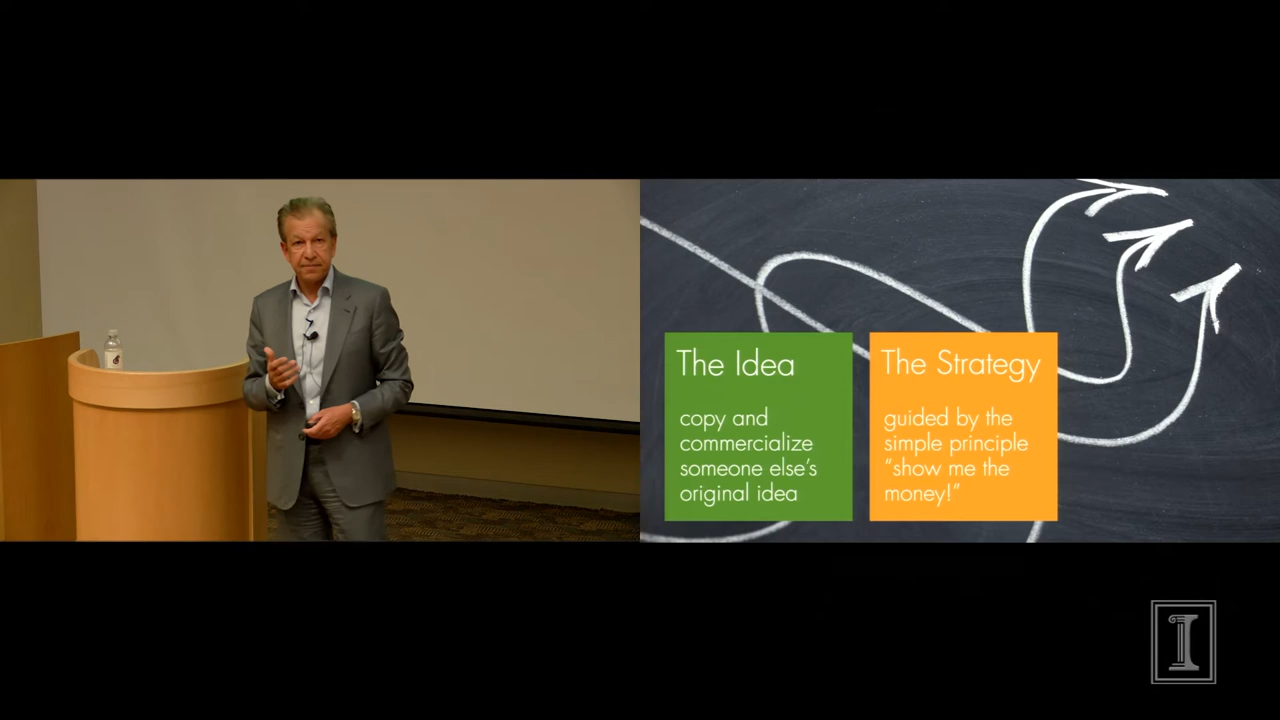 The Idea
copy and
commercialize
someone else's
original idea
The Strategy
guided by the
simple principle
“show me the
money!”
I